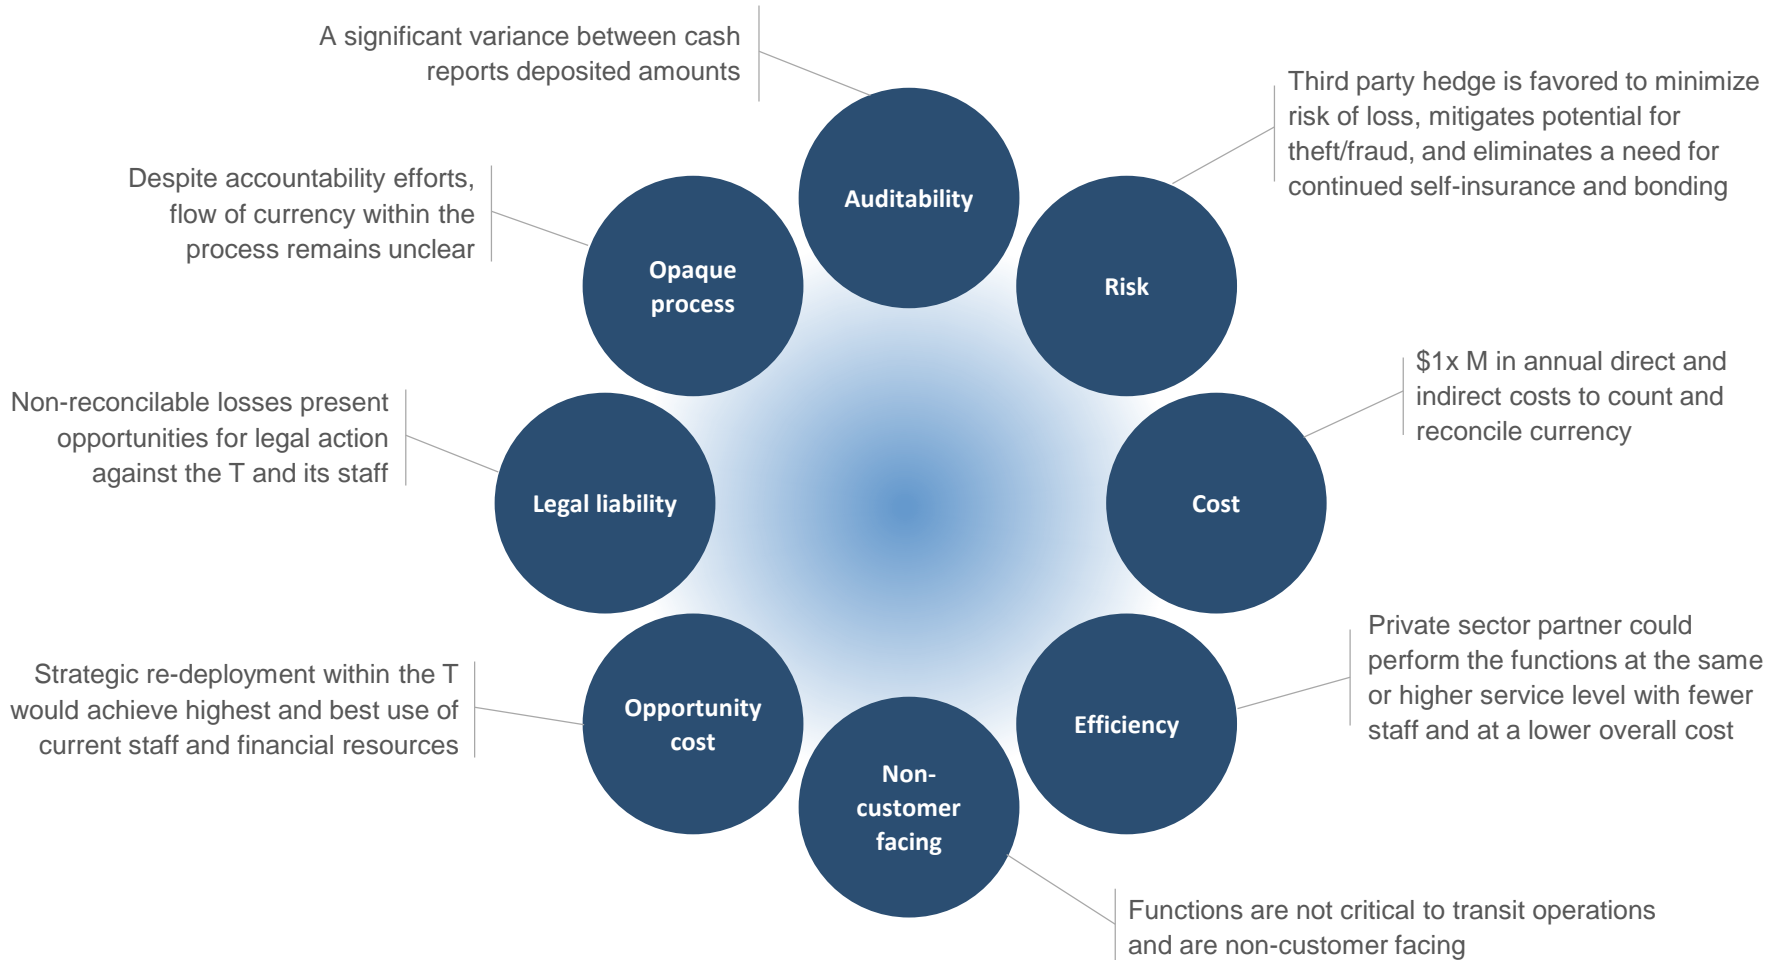 A significant variance between cash
reports deposited amounts
Auditability
Third party hedge is favored to minimize
risk of loss, mitigates potential for
theft/fraud, and eliminates a need for
continued self-insurance and bonding
Risk
$1x M in annual direct and
indirect costs to count and
reconcile currency
Cost
Private sector partner could
perform the functions at the same
or higher service level with fewer
staff and at a lower overall cost
Efficiency
Functions are not critical to transit operations
and are non-customer facing
Non-
customer
facing
Strategic re-deployment within the T
would achieve highest and best use of
current staff and financial resources
Opportunity
cost
Non-reconcilable losses present
opportunities for legal action
against the T and its staff
Legal liability
Despite accountability efforts,
flow of currency within the
process remains unclear
Opaque
process